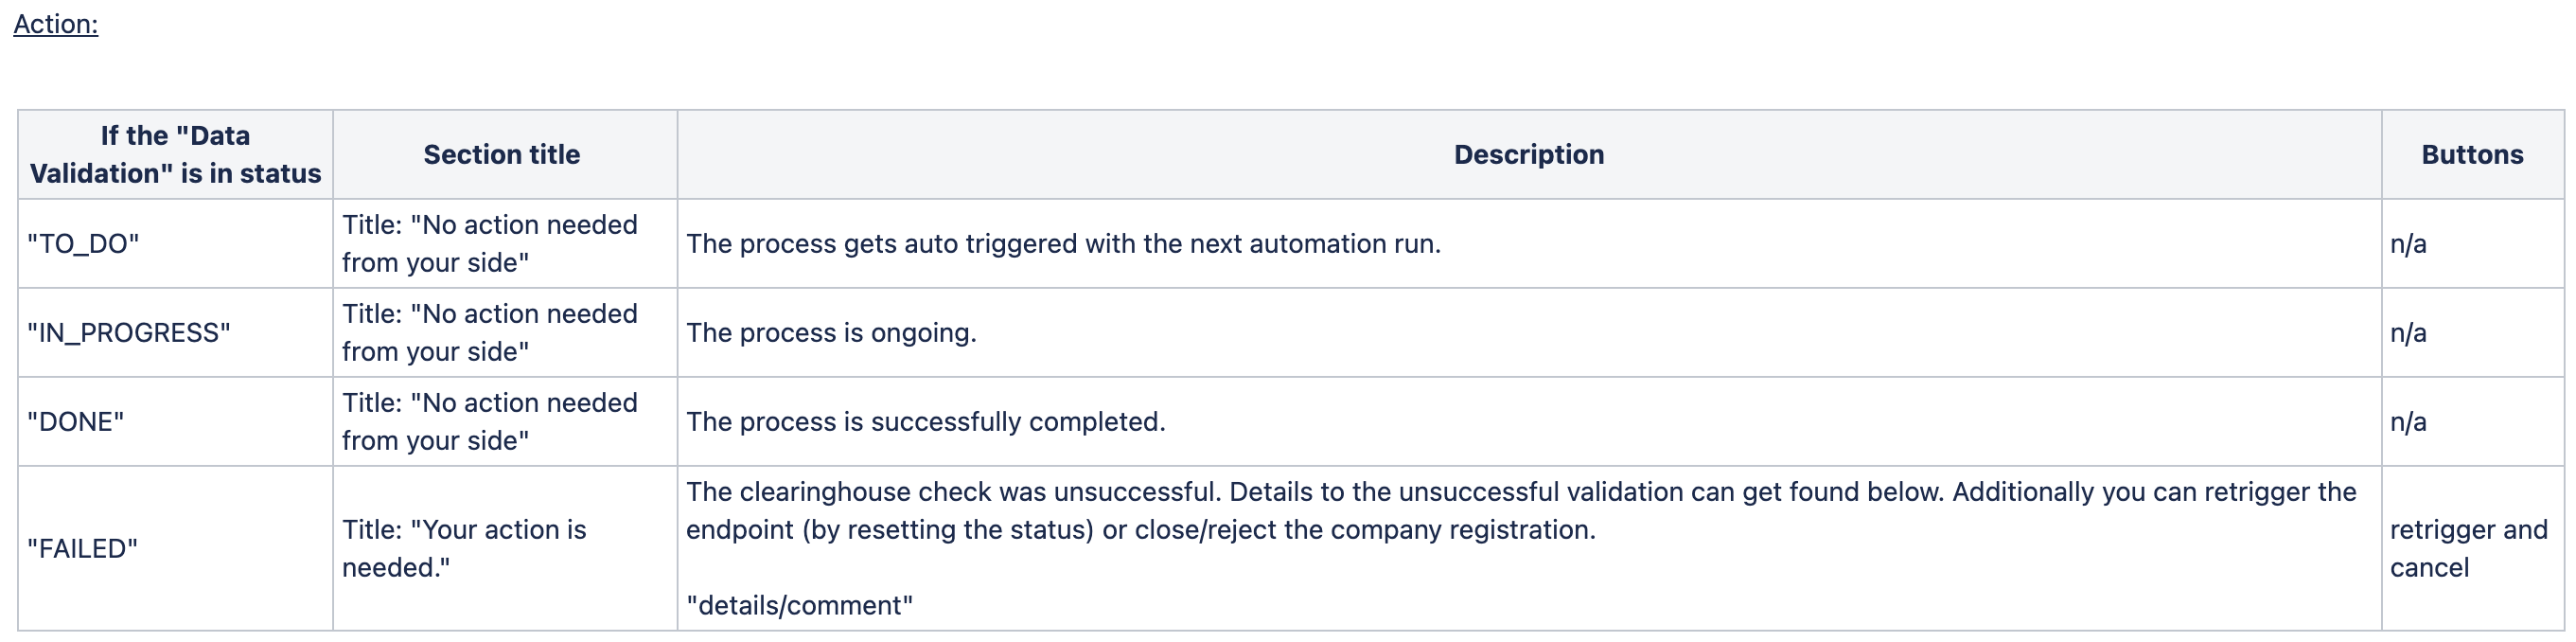 Action:
If the "Data
Validation" is in status
Section title
Description
Buttons
"TO_DO"
Title: "No action needed
from your side"
The process gets auto triggered with the next automation run.
n/a
"IN_PROGRESS"
Title: "No action needed
from your side"
The process is ongoing.
n/a
"DONE"
Title: "No action needed
from your side"
The process is successfully completed.
n/a
"FAILED"
Title: "Your action is
needed."
The clearinghouse check was unsuccessful. Details to the unsuccessful validation can get found below. Additionally you can retrigger the
endpoint (by resetting the status) or close/reject the company registration.
"details/comment"
retrigger and
cancel